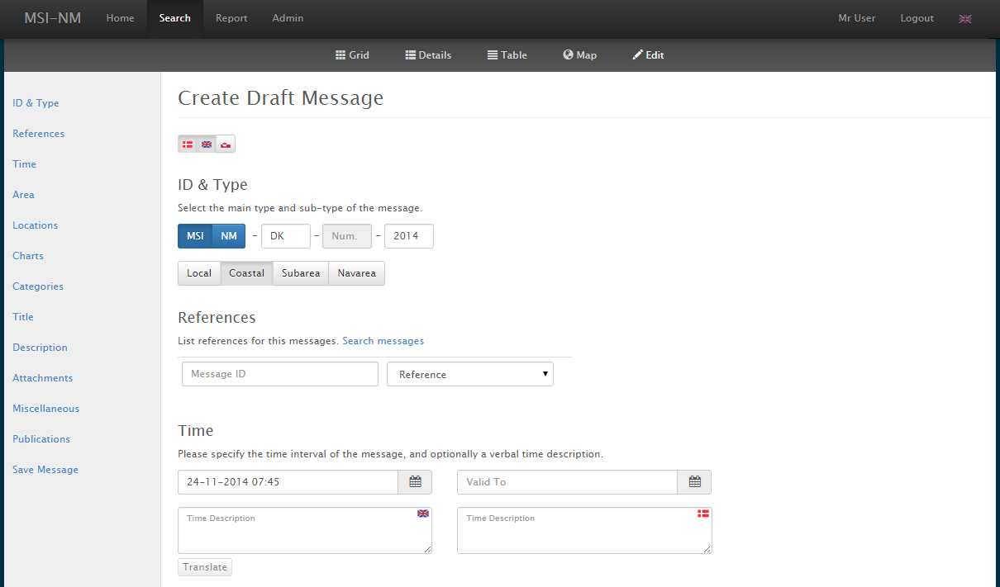 MSI-NM Home Search Report Admin Mr User Logout
Grid Details Table Map Edit
ID & Type
References
Time
Area
Locations
Charts
Categories
Title
Description
Attachments
Miscellaneous
Publications
Save Message
Create Draft Message
ID & Type
Select the main type and sub-type of the message.
MSI NM - DK - Num. - 2014
Local Coastal Subarea Navarea
References
List references for this messages. Search messages
Message ID Reference
Time
Please specify the time interval of the message, and optionally a verbal time description.
24-11-2014 07:45 Valid To
Time Description Time Description
Translate